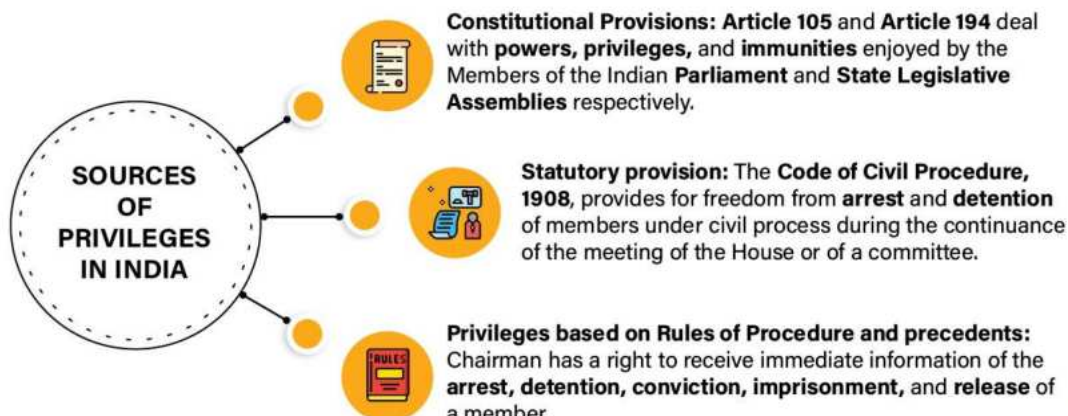 SOURCES
OF
PRIVILEGES
IN INDIA
Constitutional Provisions: Article 105 and Article 194 deal
with powers, privileges, and immunities enjoyed by the
Members of the Indian Parliament and State Legislative
Assemblies respectively.
Statutory provision: The Code of Civil Procedure,
1908, provides for freedom from arrest and detention
of members under civil process during the continuance
of the meeting of the House or of a committee.
RULES
Privileges based on Rules of Procedure and precedents:
Chairman has a right to receive immediate information of the
arrest, detention, conviction, imprisonment, and release of
a member